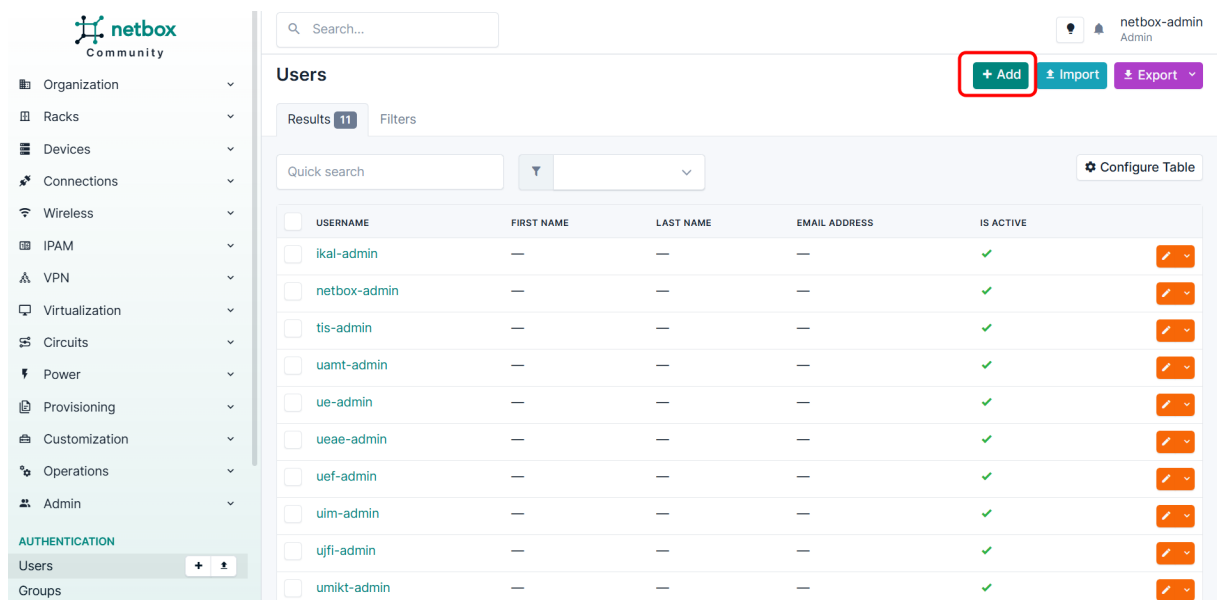 netbox
Community
Search...
netbox-admin
Admin
Organization
Racks
Devices
Connections
Wireless
IPAM
VPN
Virtualization
Circuits
Power
Provisioning
Customization
Operations
Admin
AUTHENTICATION
Users
Groups
Users
+ Add
Import
Export
Results 11
Filters
Quick search
Configure Table
USERNAME FIRST NAME LAST NAME EMAIL ADDRESS IS ACTIVE
ikal-admin — — —
netbox-admin — — —
tis-admin — — —
uamt-admin — — —
ue-admin — — —
ueae-admin — — —
uef-admin — — —
uim-admin — — —
ujfi-admin — — —
umikt-admin — — —